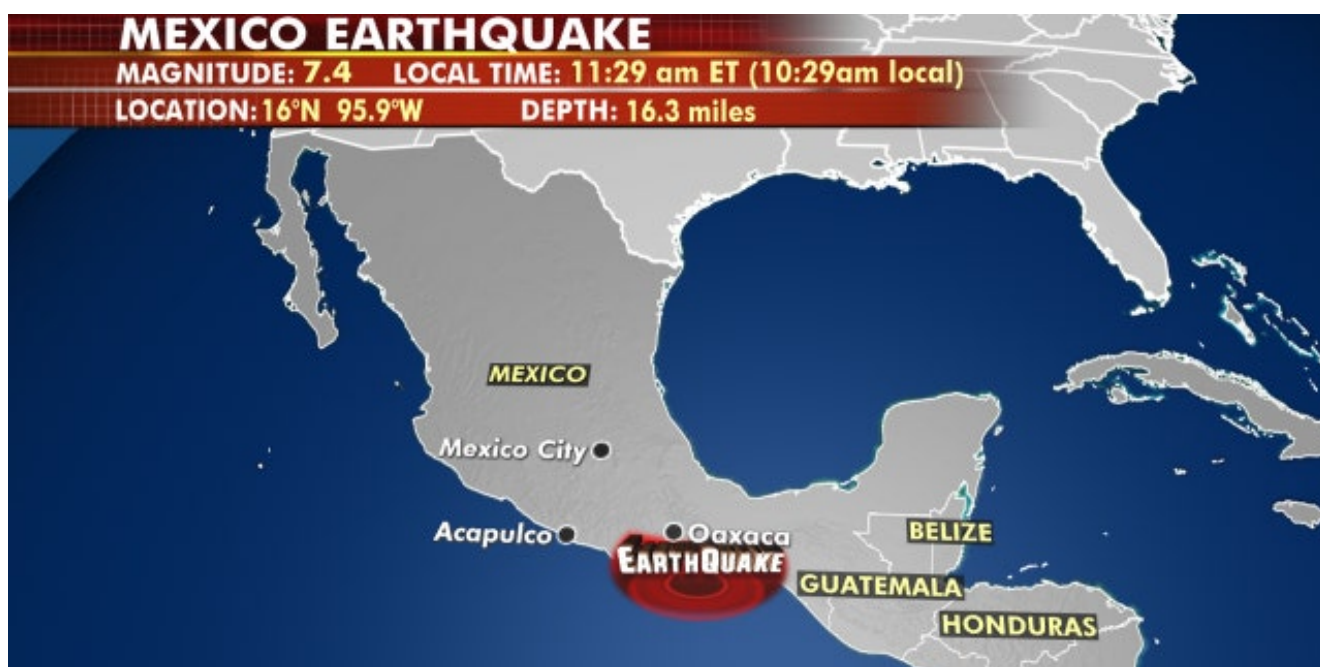 MEXICO EARTHQUAKE
MAGNITUDE: 7.4 LOCAL TIME: 11:29 am ET (10:29am local)
LOCATION: 16°N 95.9°W DEPTH: 16.3 miles
MEXICO
Mexico City
Acapulco
Oaxaca
EARTHQUAKE
BELIZE
GUATEMALA
HONDURAS